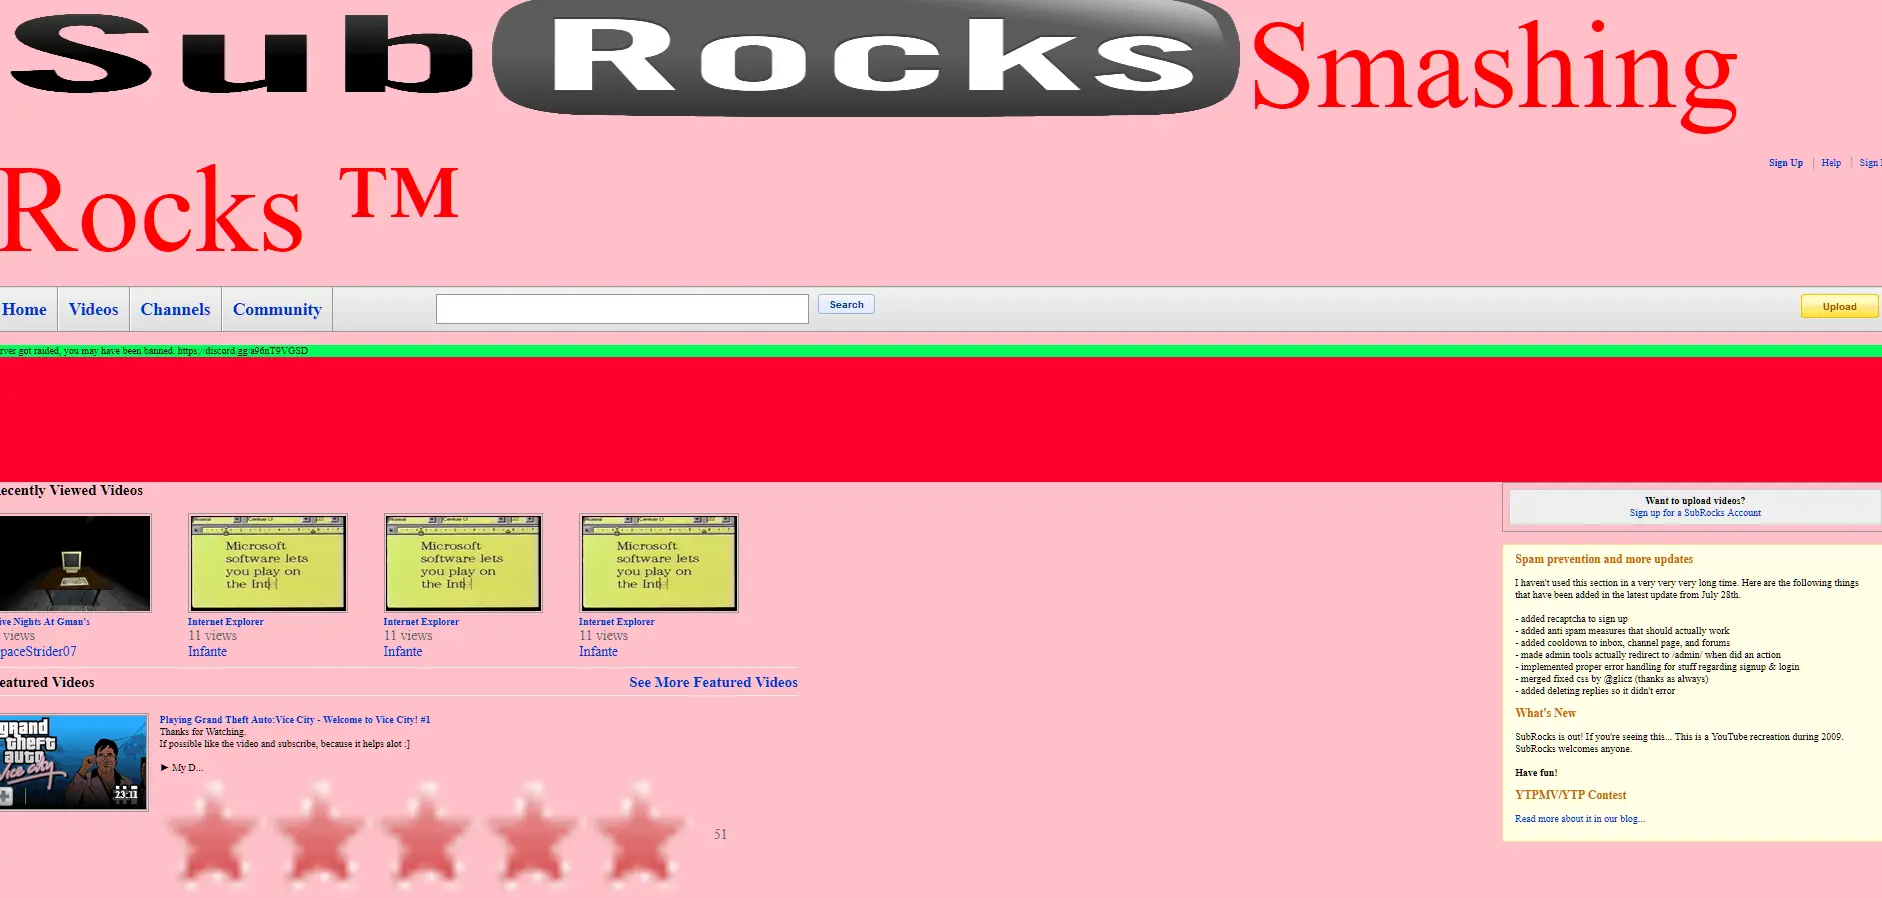 Sub Rocks Smashing
Rocks ™
Sign Up Help Sign
Home Videos Channels Community Search Upload
rver got raided, you may have been banned. https://discord.gg/a96nT9VGSD
ecently Viewed Videos
Microsoft
software lets
you play on
the Int
Microsoft
software lets
you play on
the Int
Microsoft
software lets
you play on
the Int
ive Nights At Gman's
views
paceStrider07
Internet Explorer
11 views
Infante
Internet Explorer
11 views
Infante
Internet Explorer
11 views
Infante
eatured Videos See More Featured Videos
grand
theft
auto
vice city
23:11
Playing Grand Theft Auto:Vice City - Welcome to Vice City! #1
Thanks for Watching.
If possible like the video and subscribe, because it helps alot :]
► My D...
51
Want to upload videos?
Sign up for a SubRocks Account
Spam prevention and more updates
I haven't used this section in a very very very long time. Here are the following things
that have been added in the latest update from July 28th.
- added recaptcha to sign up
- added anti spam measures that should actually work
- added cooldown to inbox, channel page, and forums
- made admin tools actually redirect to /admin/ when did an action
- implemented proper error handling for stuff regarding signup & login
- merged fixed css by @glicz (thanks as always)
- added deleting replies so it didn't error
What's New
SubRocks is out! If you're seeing this... This is a YouTube recreation during 2009.
SubRocks welcomes anyone.
Have fun!
YTPMV/YTP Contest
Read more about it in our blog...